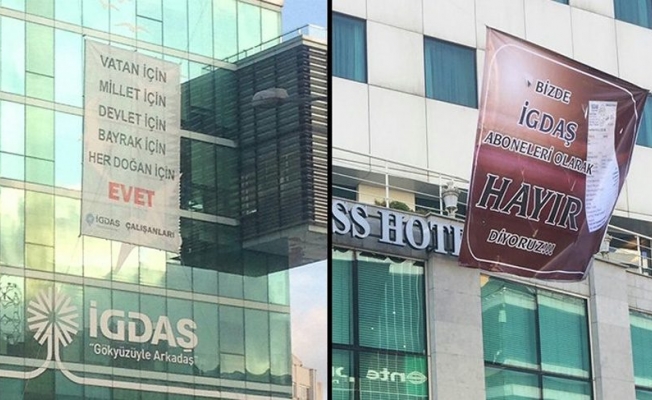 VATAN İÇİN
MİLLET İÇİN
DEVLET İÇİN
BAYRAK İÇİN
HER DOĞAN İÇİN
EVET
İGDAŞ ÇALIŞANLARI
İGDAŞ
"Gökyüzüyle Arkadaş"
BİZDE
İGDAŞ
ABONELERİ OLARAK
HAYIR
DİYORUZ!!!
SS HOTE